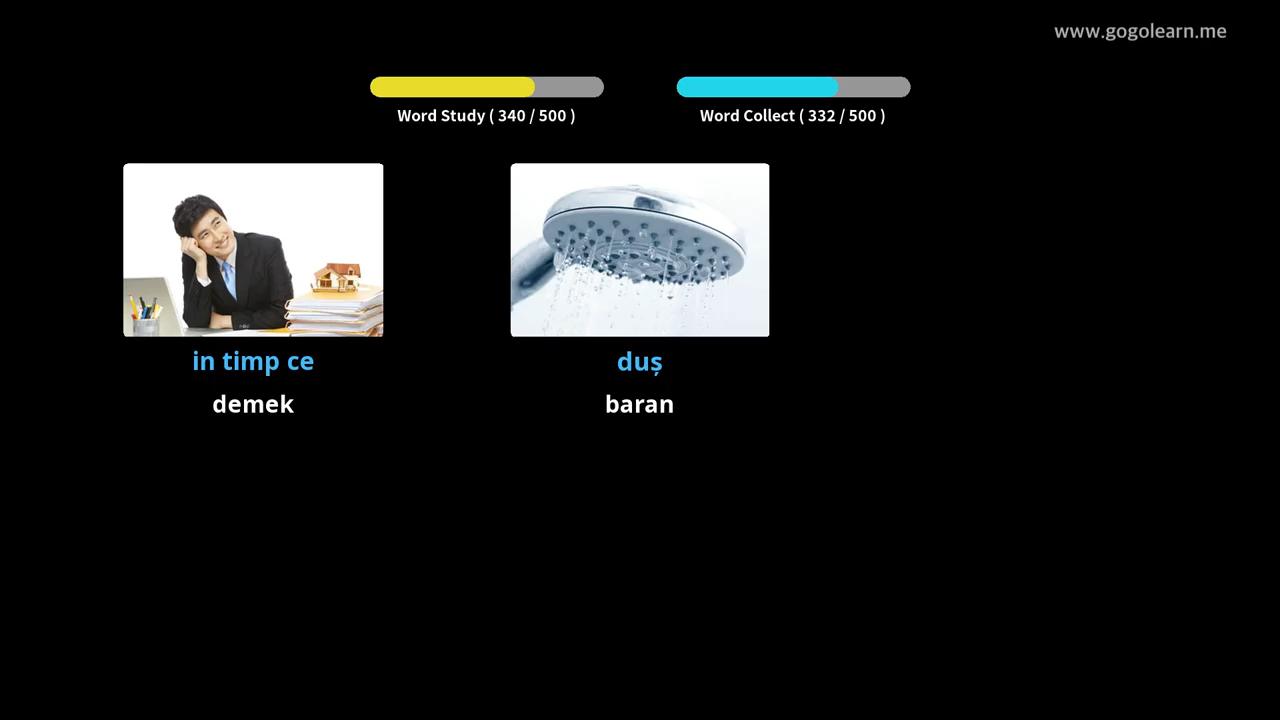 www.gogolearn.me
Word Study ( 340 / 500 )
Word Collect ( 332 / 500 )
in timp ce
duș
demek
baran